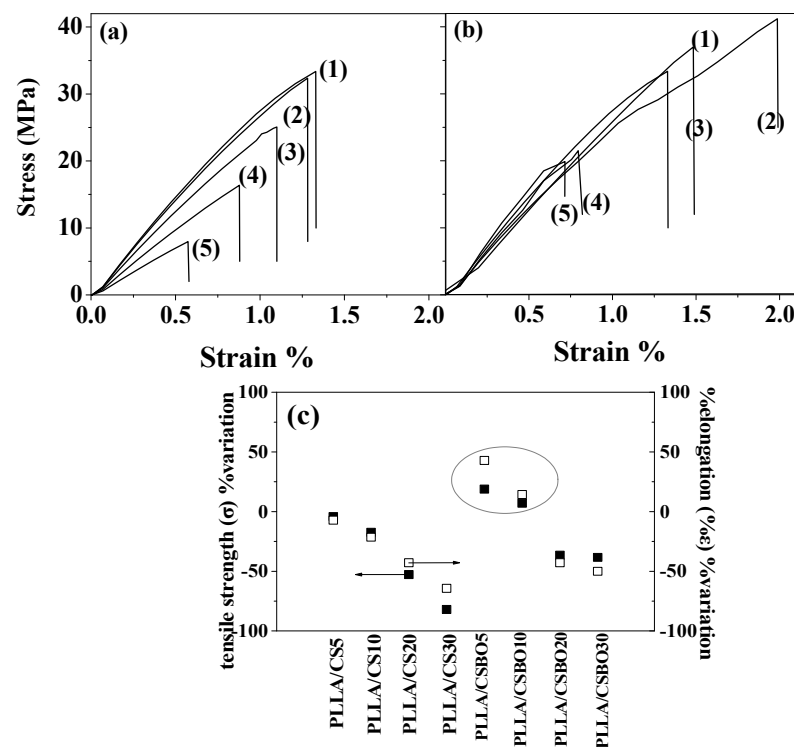 (a)
(b)
40
30
20
10
0
Stress (MPa)
(1)
(2)
(3)
(4)
(5)
0.0 0.5 1.0 1.5 2.0
Strain %
(1)
(2)
(3)
(4)
(5)
0.5 1.0 1.5 2.0
Strain %
(c)
100
50
0
-50
-100
tensile strength (σ) %variation
100
50
0
-50
-100
%elongation (%ε) %variation
PLLA/CS5
PLLA/CS10
PLLA/CS20
PLLA/CS30
PLLA/CSBO5
PLLA/CSBO10
PLLA/CSBO20
PLLA/CSBO30